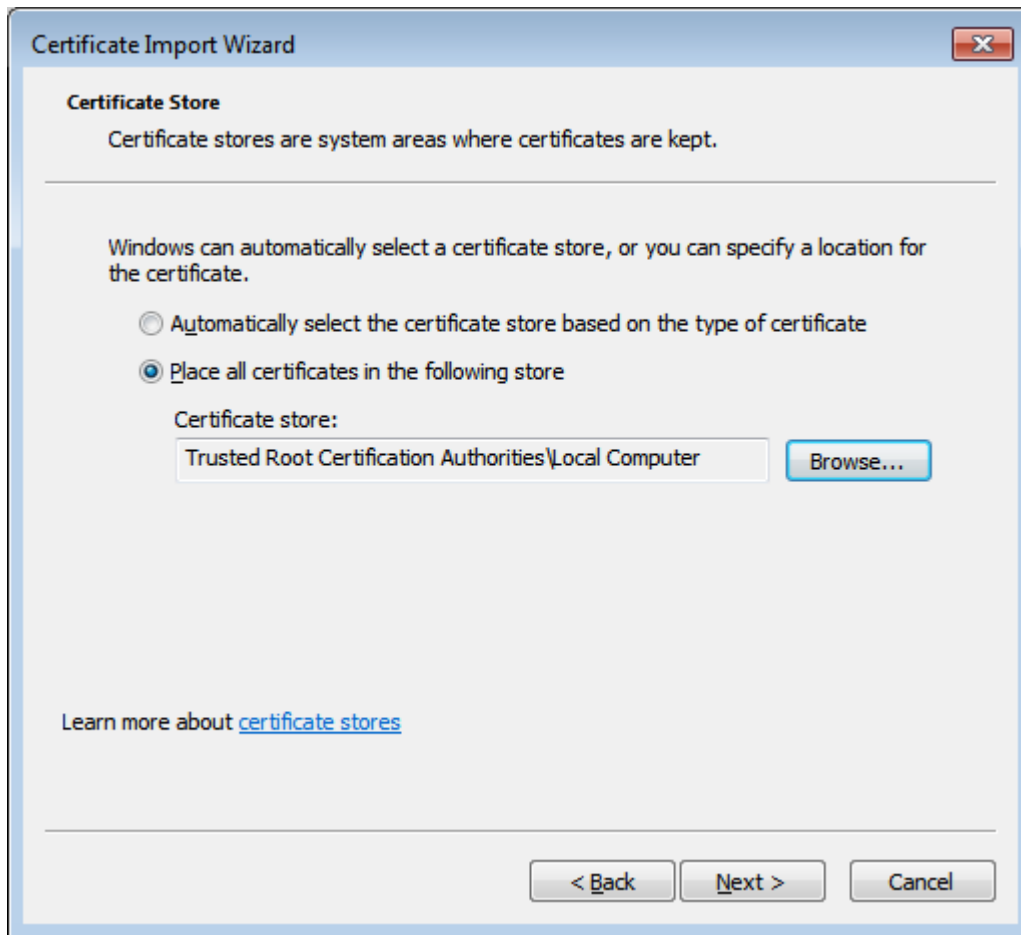 Certificate Import Wizard
Certificate Store
Certificate stores are system areas where certificates are kept.
Windows can automatically select a certificate store, or you can specify a location for
the certificate.
Automatically select the certificate store based on the type of certificate
Place all certificates in the following store
Certificate store:
Trusted Root Certification Authorities\Local Computer
Browse...
Learn more about certificate stores
< Back
Next >
Cancel